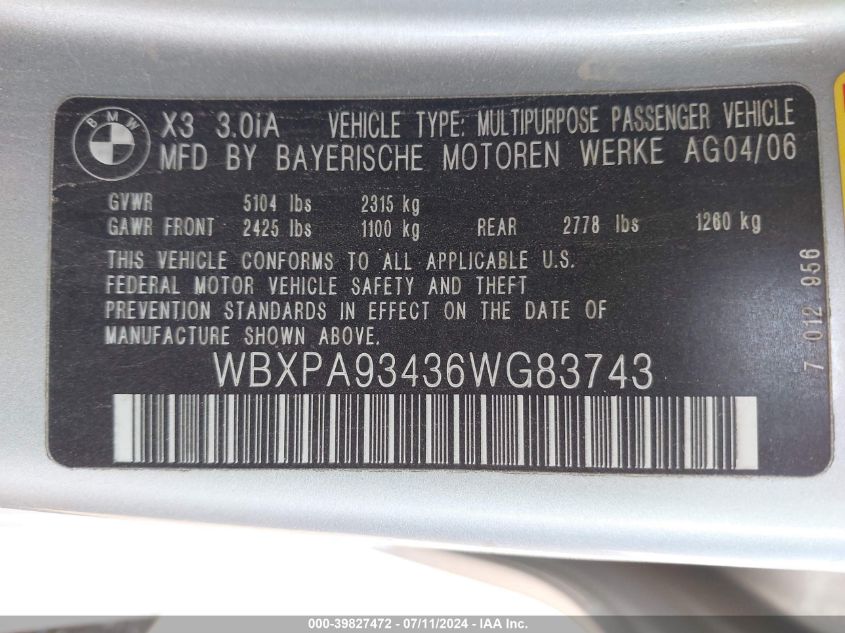 BMW
X3 3.0iA VEHICLE TYPE: MULTIPURPOSE PASSENGER VEHICLE
MFD BY BAYERISCHE MOTOREN WERKE AG04/06
GVWR 5104 lbs 2315 kg
GAWR FRONT 2425 lbs 1100 kg REAR 2778 lbs 1260 kg
THIS VEHICLE CONFORMS TO ALL APPLICABLE U.S.
FEDERAL MOTOR VEHICLE SAFETY AND THEFT
PREVENTION STANDARDS IN EFFECT ON THE DATE OF
MANUFACTURE SHOWN ABOVE.
WBXPA93436WG83743
7 012 956
000-39827472 - 07/11/2024 - IAA Inc.